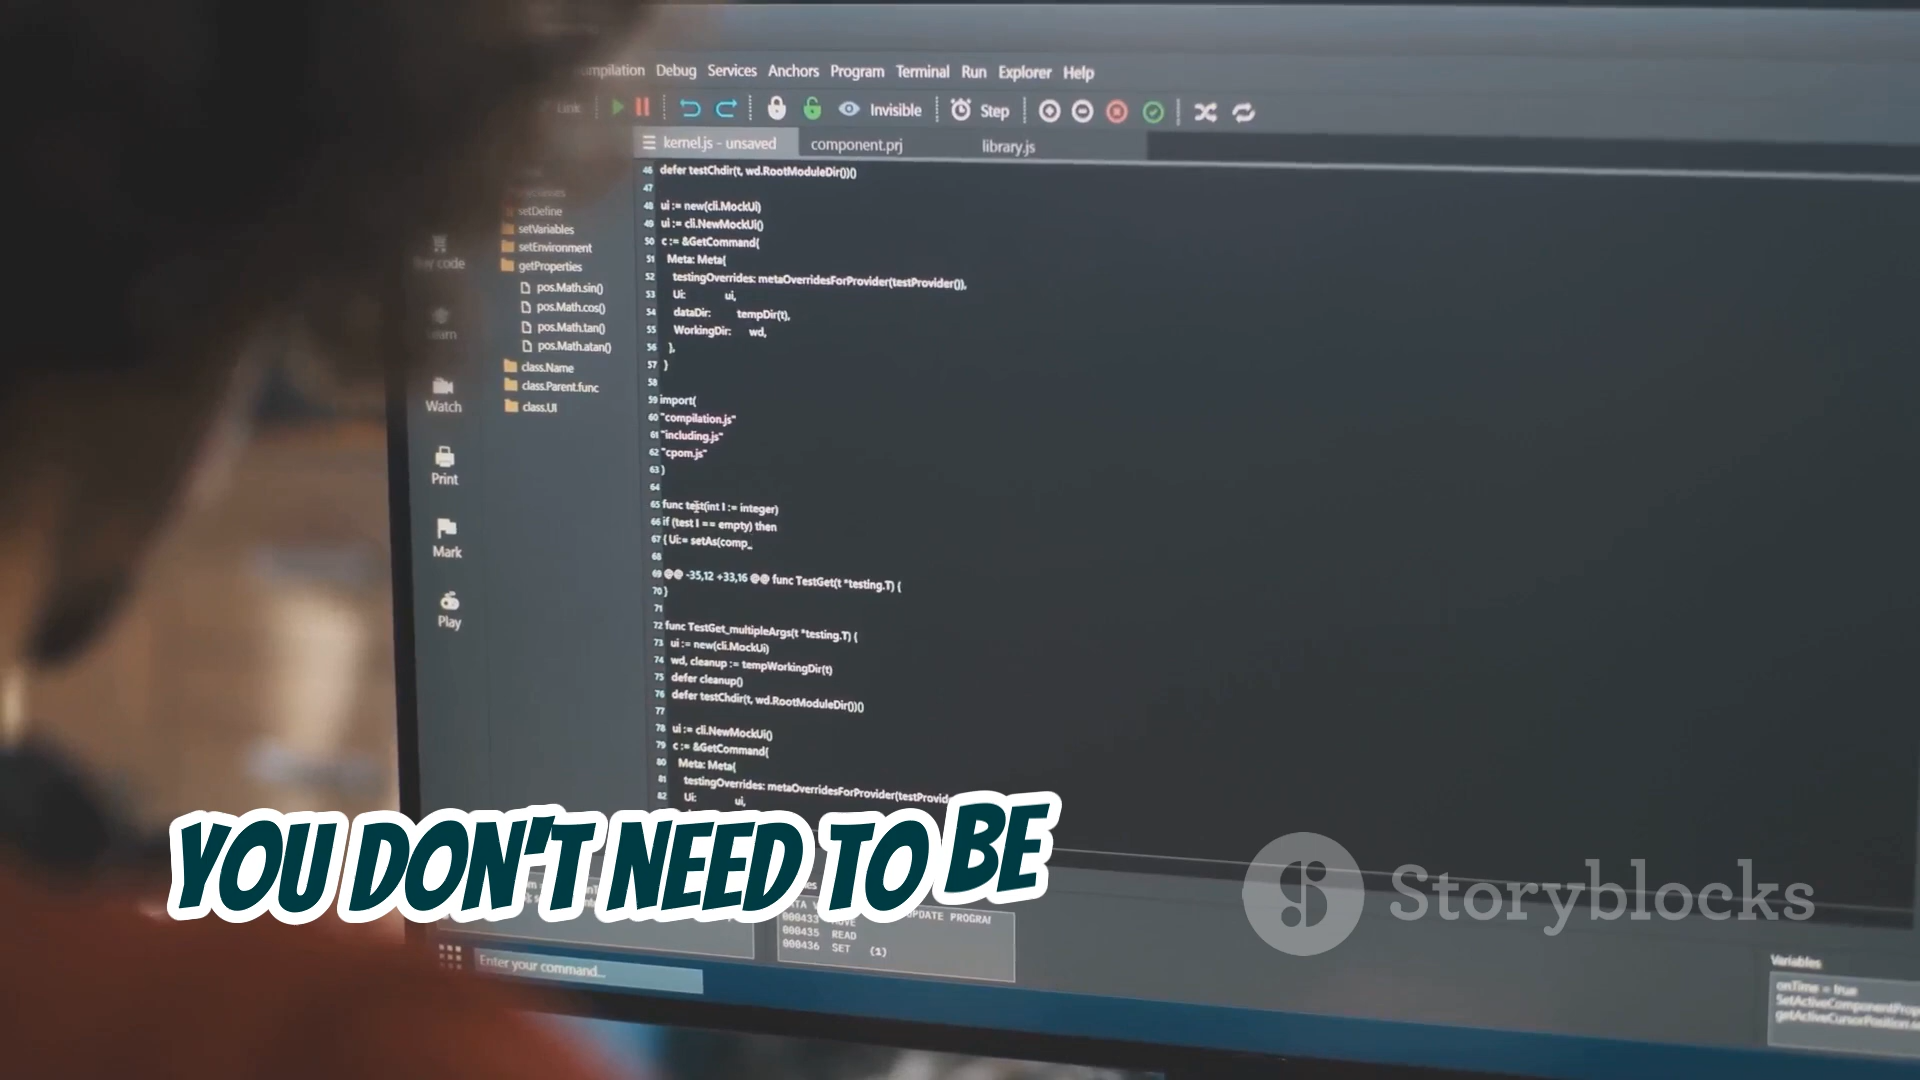 Debug Services Anchors Program Terminal Run Explorer Help
Link Invisible Step
kernel.js - unsaved component.prj library.js
setDefine
setVariables
setEnvironment
getProperties
pos.Math.sin()
pos.Math.cos()
pos.Math.tan()
pos.Math.atan()
class.Name
class.Parent.func
class.UI
code
Watch
Print
Mark
Play
46 defer testChdir(t, wd.RootModuleDir())()
47
48 ui := new(cli.MockUi)
49 ui := cli.NewMockUi()
50 c := &GetCommand{
51 Meta: Meta{
52 testingOverrides: metaOverridesForProvider(testProvider()),
53 Ui: ui,
54 dataDir: tempDir(t),
55 WorkingDir: wd,
56 },
57 }
58
59 import(
60 "compilation.js"
61 "including.js"
62 "cpom.js"
63 )
64
65 func test(int I := integer)
66 if (test I == empty) then
67 { Ui:= setAs(comp_
68
69 @@ -35,12 +33,16 @@ func TestGet(t *testing.T) {
70 }
71
72 func TestGet_multipleArgs(t *testing.T) {
73 ui := new(cli.MockUi)
74 wd, cleanup := tempWorkingDir(t)
75 defer cleanup()
76 defer testChdir(t, wd.RootModuleDir())()
77
78 ui := cli.NewMockUi()
79 c := &GetCommand{
80 Meta: Meta{
81 testingOverrides: metaOverridesForProvider(testProvide
82 Ui: ui,
YOU DON'T NEED TO BE
Storyblocks
UPDATE PROGRAM
000433
000435 READ
000436 SET (1)
Enter your command...
Variables
onTime = true
SetActiveComponentProp
getActiveCursorPosition